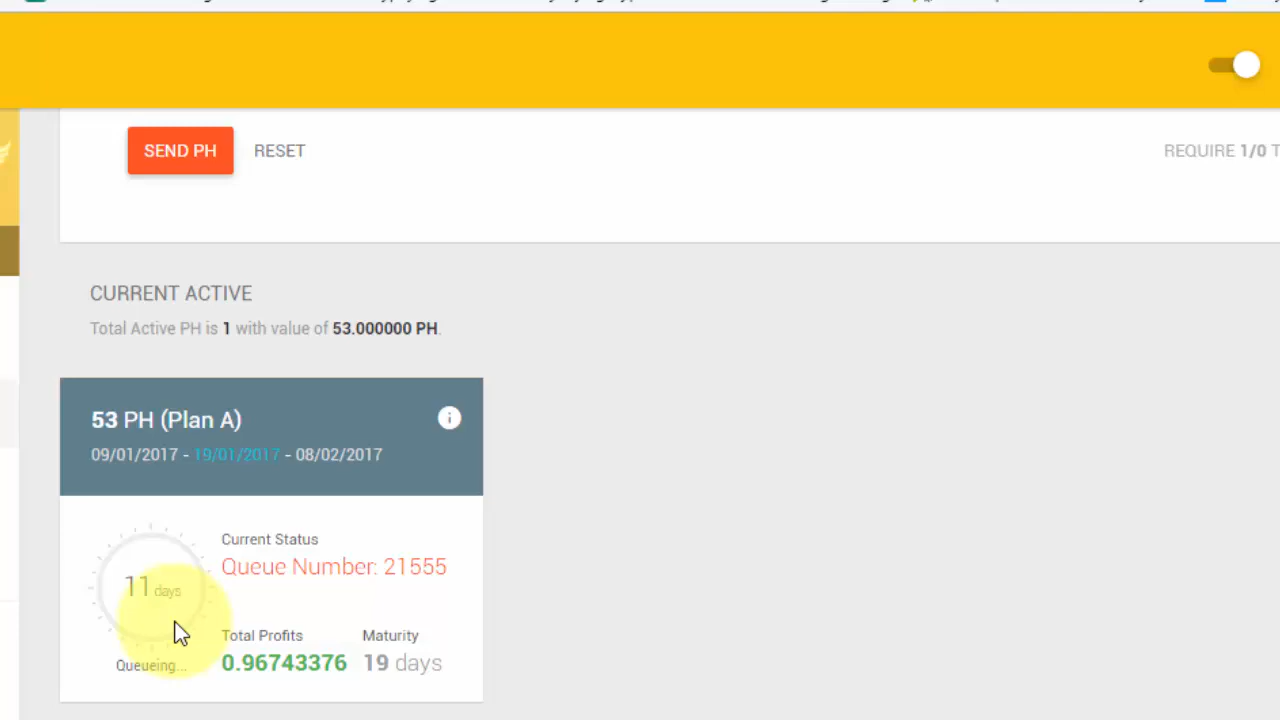 SEND PH RESET REQUIRE 1/0 T
CURRENT ACTIVE
Total Active PH is 1 with value of 53.000000 PH.
53 PH (Plan A)
09/01/2017 - 19/01/2017 - 08/02/2017
Current Status
Queue Number: 21555
11 days
Total Profits Maturity
Queueing... 0.96743376 19 days